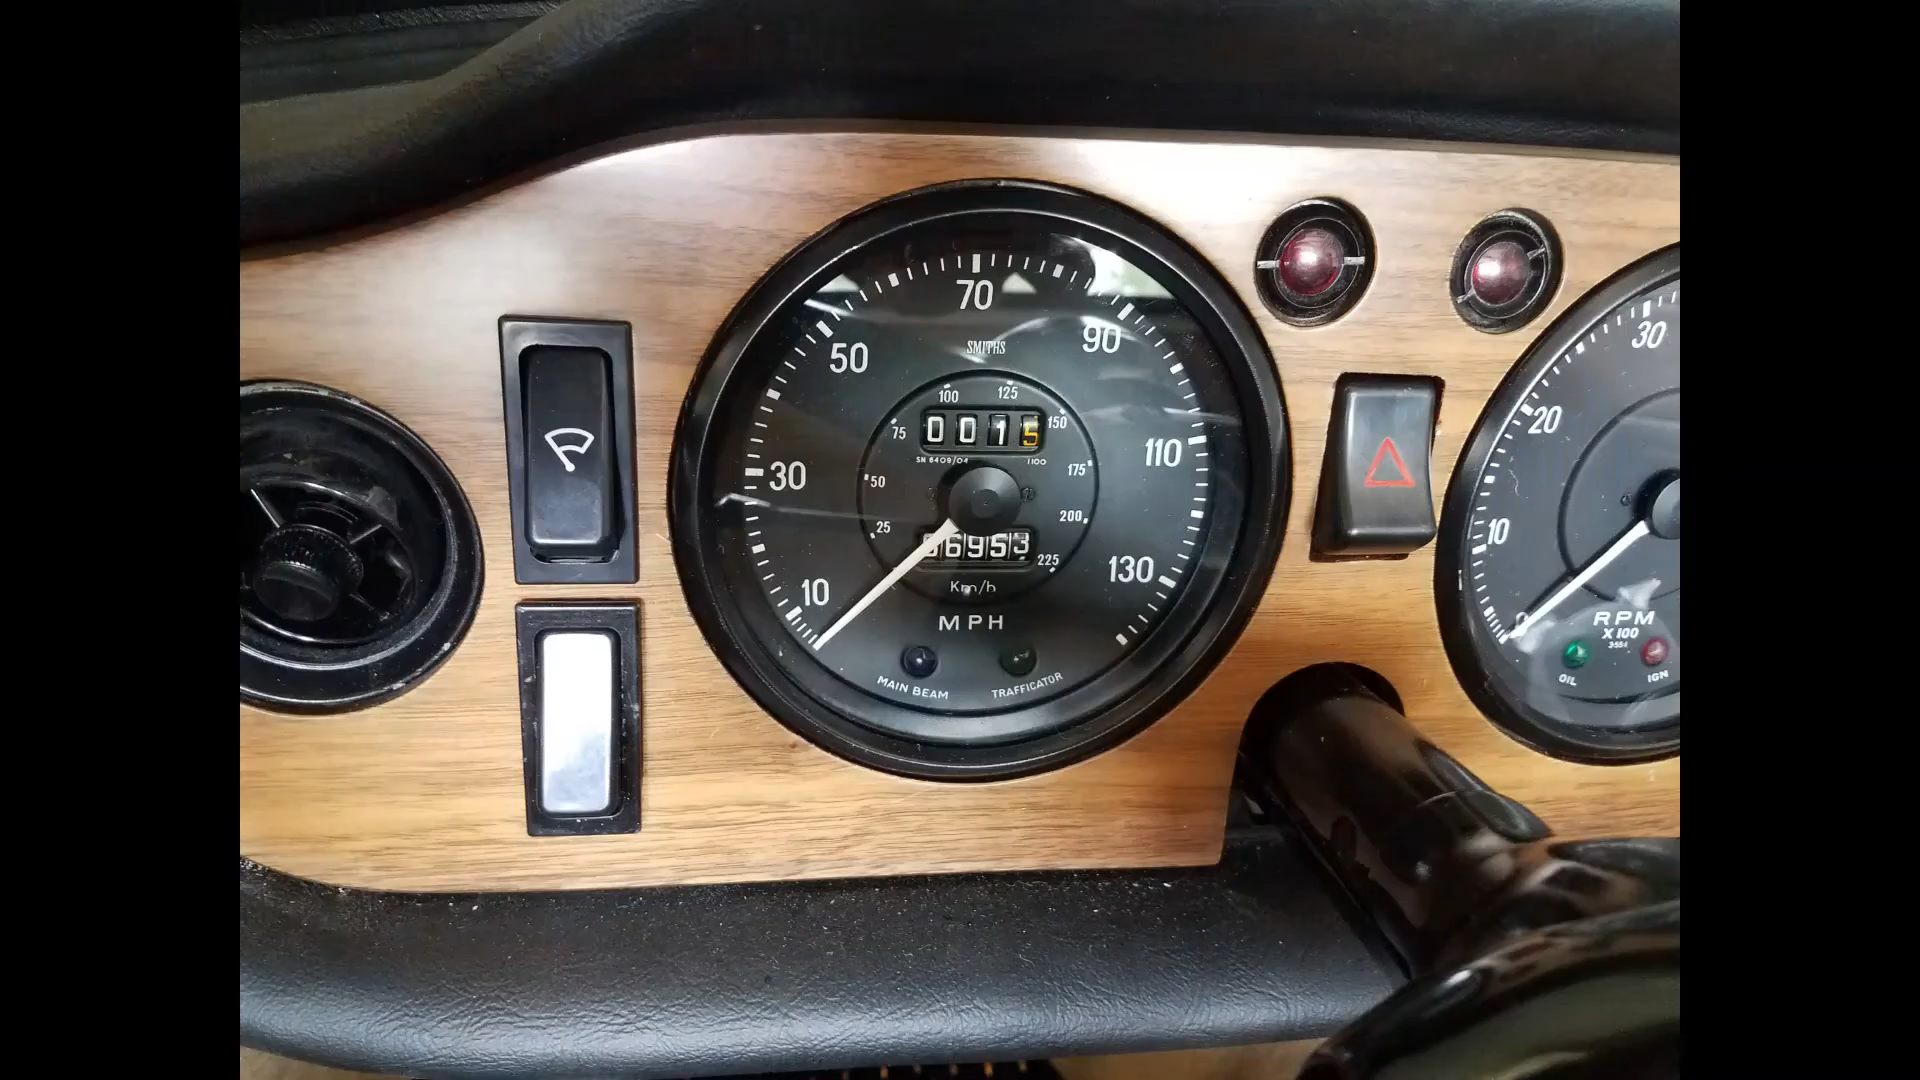 70
50
90
30
110
10
130
SMITHS
100
125
75
150
50
175
25
200
225
0015
SN 6409/04
1100
6953
Km/h
MPH
MAIN BEAM
TRAFFICATOR
30
20
10
0
RPM
X 100
OIL
IGN